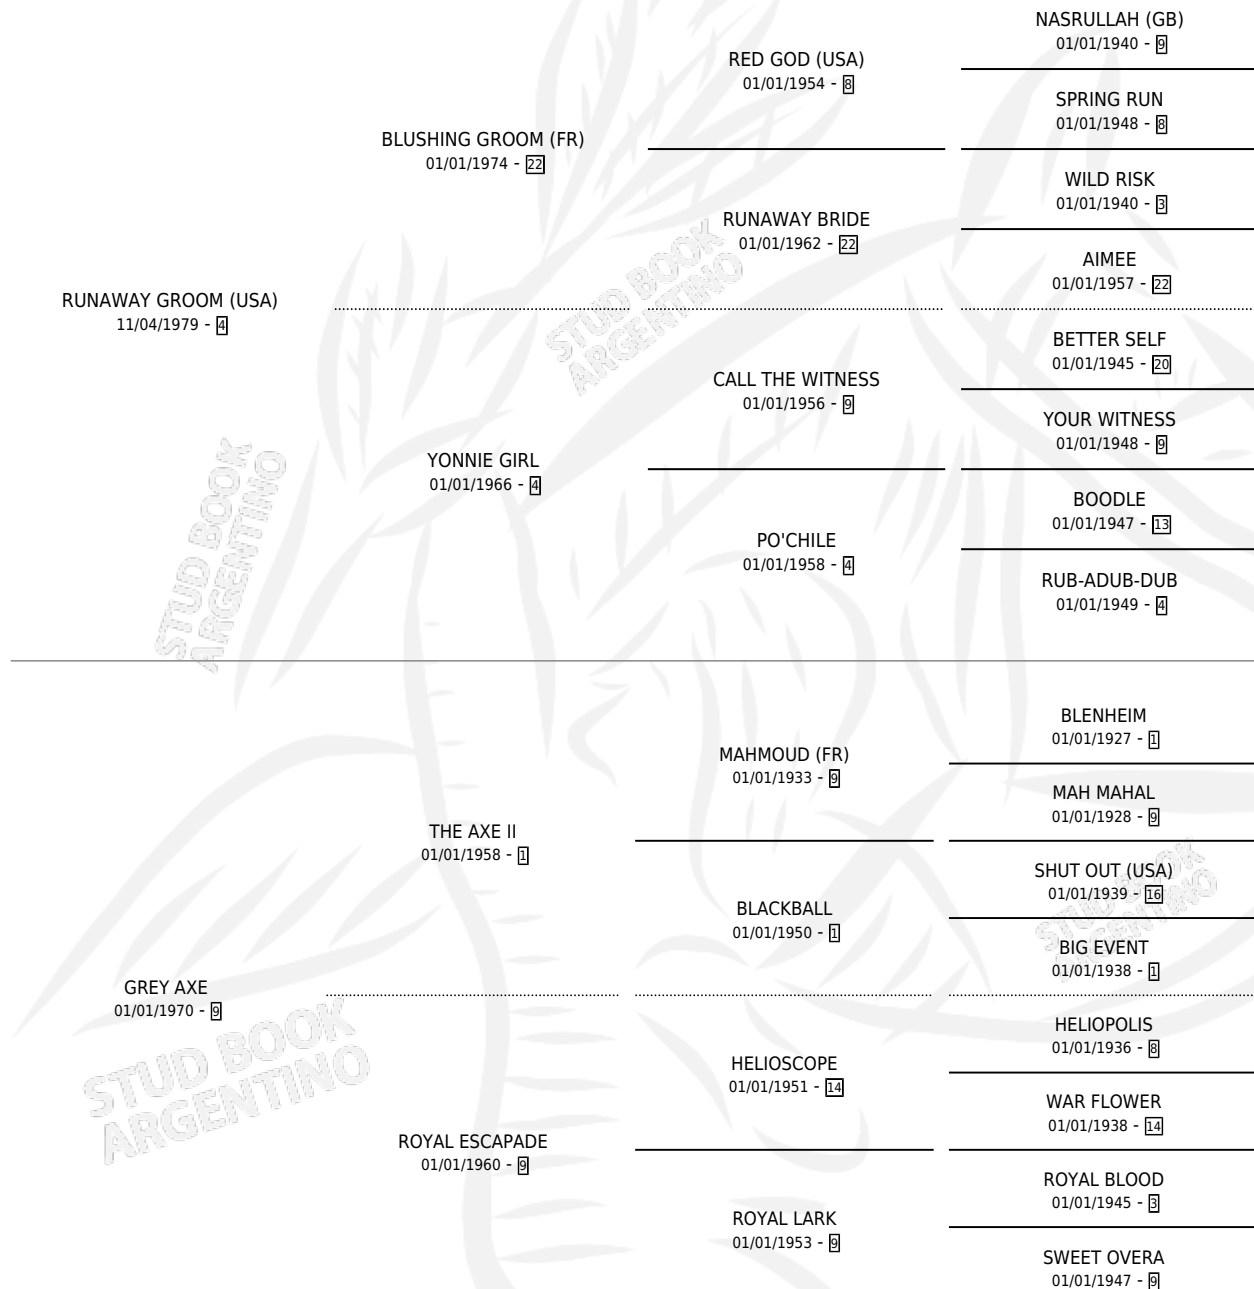 NASRULLAH (GB)
01/01/1940 - 9
RED GOD (USA)
01/01/1954 - 8
SPRING RUN
01/01/1948 - 8
BLUSHING GROOM (FR)
01/01/1974 - 22
WILD RISK
01/01/1940 - 3
RUNAWAY BRIDE
01/01/1962 - 22
AIMEE
01/01/1957 - 22
RUNAWAY GROOM (USA)
11/04/1979 - 4
BETTER SELF
01/01/1945 - 20
CALL THE WITNESS
01/01/1956 - 9
YOUR WITNESS
01/01/1948 - 9
YONNIE GIRL
01/01/1966 - 4
BOODLE
01/01/1947 - 13
PO'CHILE
01/01/1958 - 4
RUB-ADUB-DUB
01/01/1949 - 4
BLENHEIM
01/01/1927 - 1
MAHMOUD (FR)
01/01/1933 - 9
MAH MAHAL
01/01/1928 - 9
THE AXE II
01/01/1958 - 1
SHUT OUT (USA)
01/01/1939 - 16
BLACKBALL
01/01/1950 - 1
BIG EVENT
01/01/1938 - 1
GREY AXE
01/01/1970 - 9
HELIOPOLIS
01/01/1936 - 8
HELIOSCOPE
01/01/1951 - 14
WAR FLOWER
01/01/1938 - 14
ROYAL ESCAPADE
01/01/1960 - 9
ROYAL BLOOD
01/01/1945 - 3
ROYAL LARK
01/01/1953 - 9
SWEET OVERA
01/01/1947 - 9
STUD BOOK
ARGENTINO
STUD BOOK
ARGENTINO
STUD BOOK
ARGENTINO
STUD BOOK
ARGENTINO